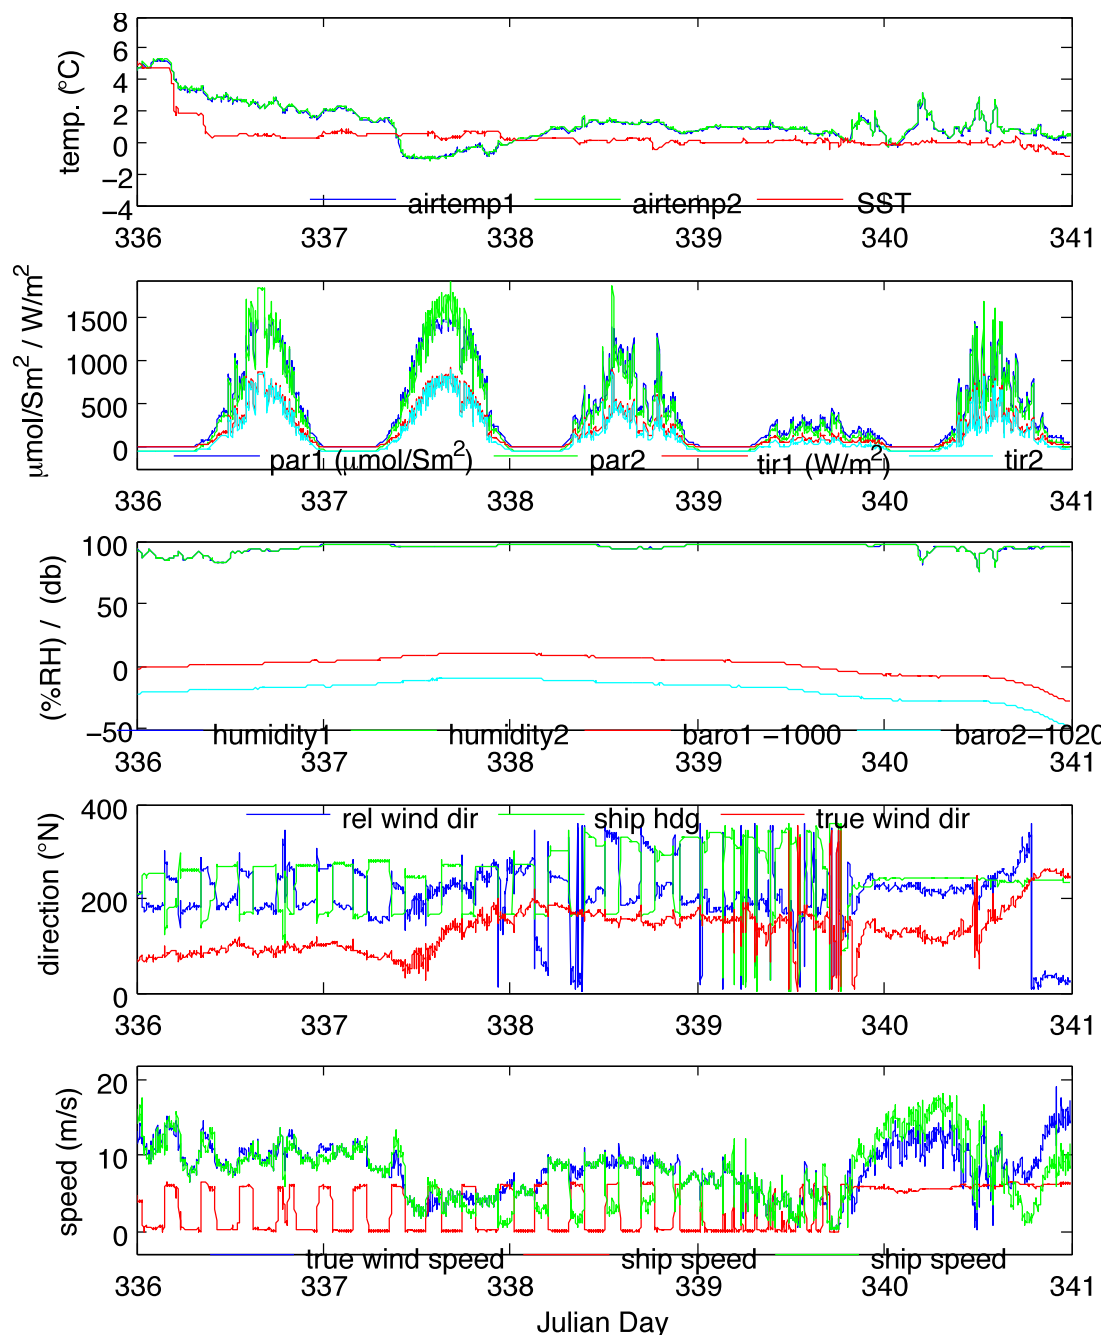 8
6
4
2
0
−2
−4
temp. (°C)
airtemp1 airtemp2 SST
336 337 338 339 340 341
1500
1000
500
0
μmol/Sm² / W/m²
par1 (μmol/Sm²) par2 tir1 (W/m²) tir2
336 337 338 339 340 341
100
50
0
−50
(%RH) / (db)
humidity1 humidity2 baro1 −1000 baro2−1020
336 337 338 339 340 341
400
200
0
direction (°N)
rel wind dir ship hdg true wind dir
336 337 338 339 340 341
20
10
0
speed (m/s)
true wind speed ship speed ship speed
336 337 338 339 340 341
Julian Day